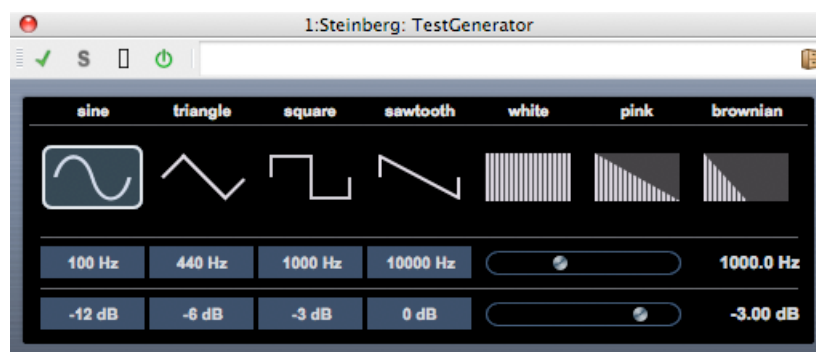 1:Steinberg: TestGenerator
S
sine triangle square sawtooth white pink brownian
100 Hz 440 Hz 1000 Hz 10000 Hz 1000.0 Hz
-12 dB -6 dB -3 dB 0 dB -3.00 dB